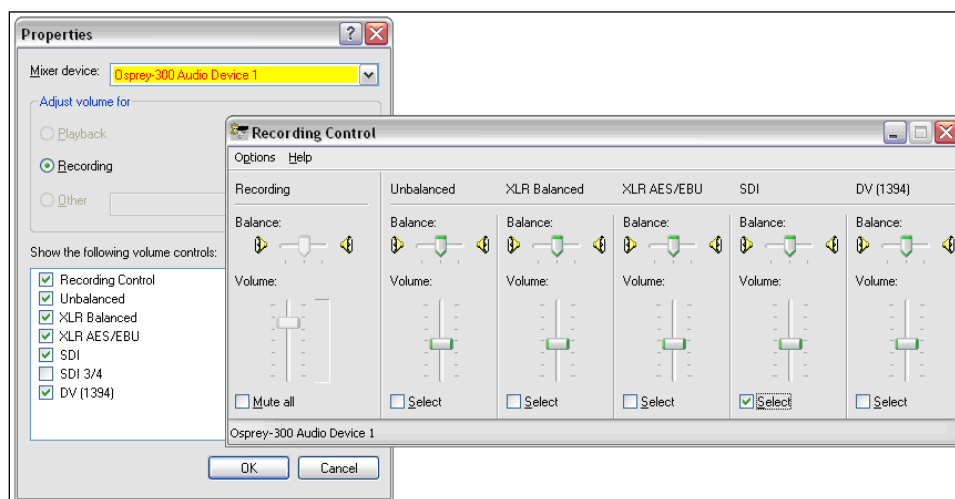 Properties
Mixer device: Osprey-300 Audio Device 1
Adjust volume for
Playback
Recording
Other
Show the following volume controls:
Recording Control
Unbalanced
XLR Balanced
XLR AES/EBU
SDI
SDI 3/4
DV (1394)
OK Cancel
Recording Control
Options Help
Recording Unbalanced XLR Balanced XLR AES/EBU SDI DV (1394)
Balance: Balance: Balance: Balance: Balance: Balance:
Volume: Volume: Volume: Volume: Volume: Volume:
Mute all Select Select Select Select Select
Osprey-300 Audio Device 1